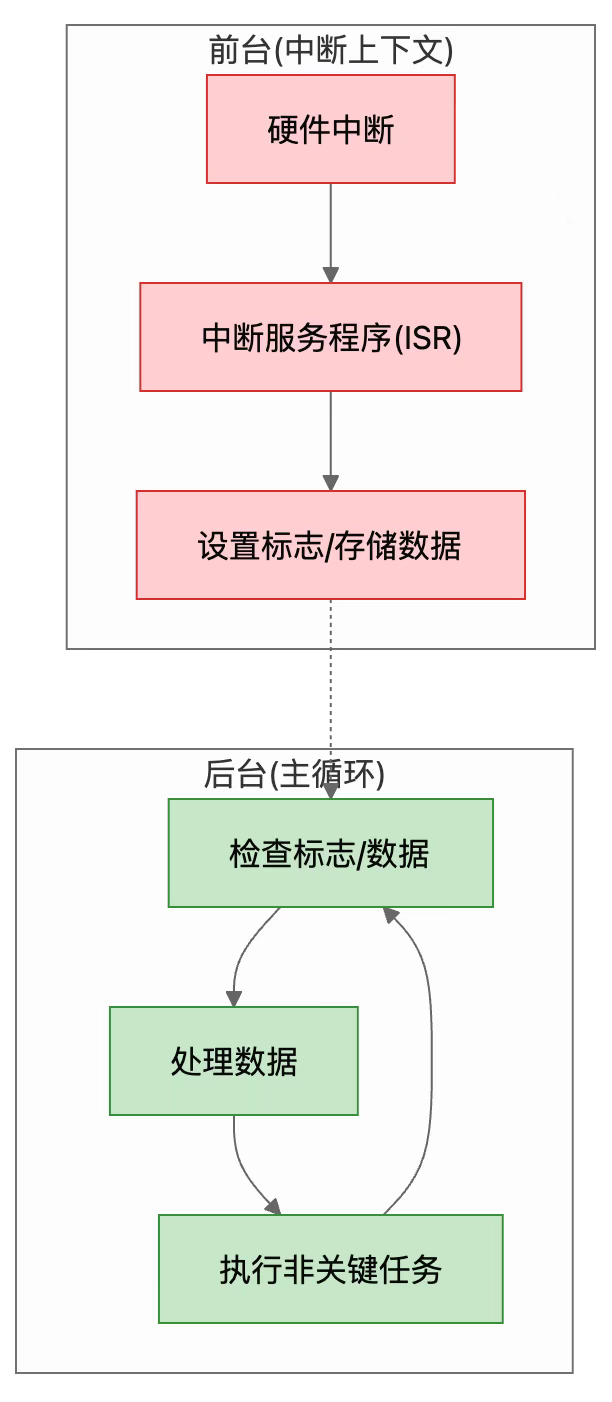 前台(中断上下文)
硬件中断
中断服务程序(ISR)
设置标志/存储数据
后台(主循环)
检查标志/数据
处理数据
执行非关键任务